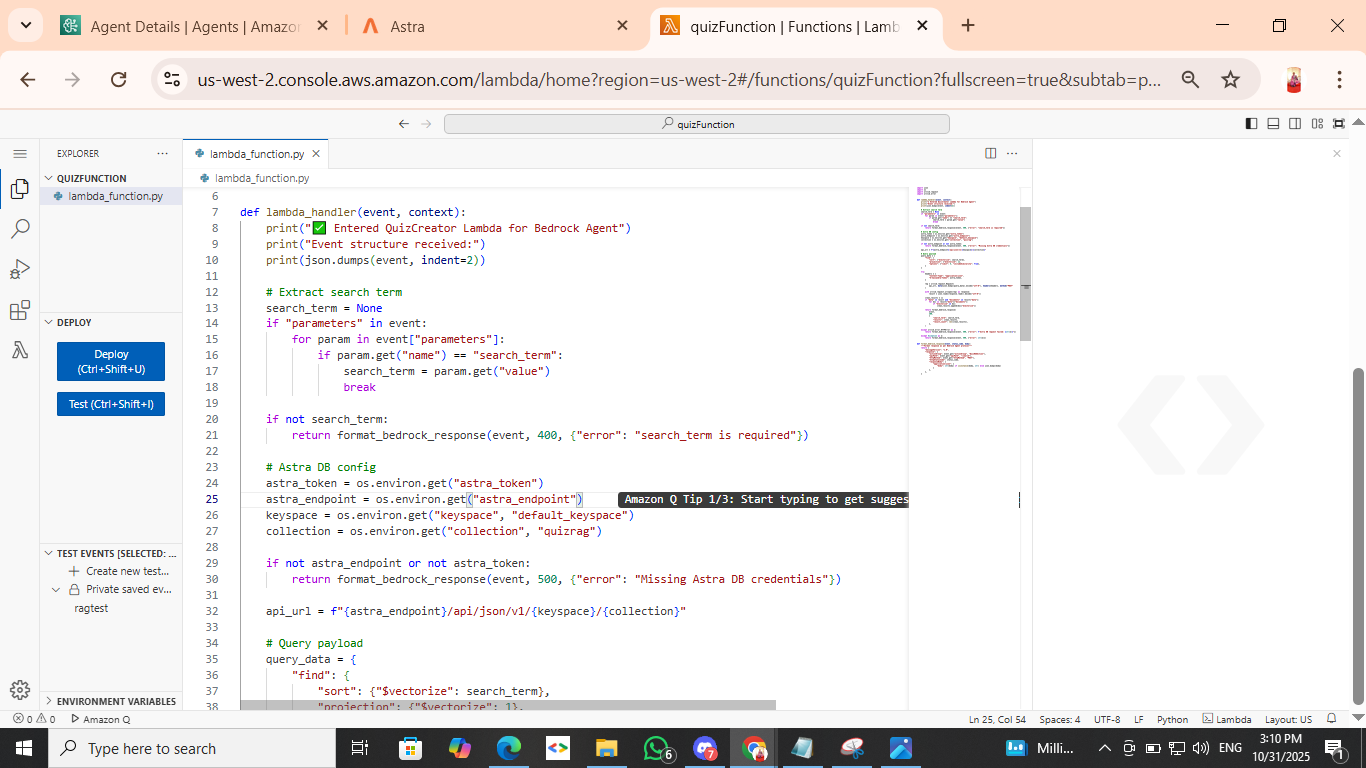 Agent Details | Agents | Amazon
Astra
quizFunction | Functions | Lamb
us-west-2.console.aws.amazon.com/lambda/home?region=us-west-2#/functions/quizFunction?fullscreen=true&subtab=p...
quizFunction
EXPLORER
QUIZFUNCTION
lambda_function.py
DEPLOY
Deploy
(Ctrl+Shift+U)
Test (Ctrl+Shift+I)
TEST EVENTS [SELECTED: ...
Create new test...
Private saved ev...
ragtest
ENVIRONMENT VARIABLES
lambda_function.py
lambda_function.py
6
7 def lambda_handler(event, context):
8 print("✅ Entered QuizCreator Lambda for Bedrock Agent")
9 print("Event structure received:")
10 print(json.dumps(event, indent=2))
11
12 # Extract search term
13 search_term = None
14 if "parameters" in event:
15 for param in event["parameters"]:
16 if param.get("name") == "search_term":
17 search_term = param.get("value")
18 break
19
20 if not search_term:
21 return format_bedrock_response(event, 400, {"error": "search_term is required"})
22
23 # Astra DB config
24 astra_token = os.environ.get("astra_token")
25 astra_endpoint = os.environ.get("astra_endpoint") Amazon Q Tip 1/3: Start typing to get sugges
26 keyspace = os.environ.get("keyspace", "default_keyspace")
27 collection = os.environ.get("collection", "quizrag")
28
29 if not astra_endpoint or not astra_token:
30 return format_bedrock_response(event, 500, {"error": "Missing Astra DB credentials"})
31
32 api_url = f"{astra_endpoint}/api/json/v1/{keyspace}/{collection}"
33
34 # Query payload
35 query_data = {
36 "find": {
37 "sort": {"$vectorize": search_term},
38 "projection": {"$vectorize": 1},
0 0 Amazon Q
Ln 25, Col 54 Spaces: 4 UTF-8 LF Python Lambda Layout: US
Type here to search
6
7
Milli...
ENG
3:10 PM
10/31/2025
1